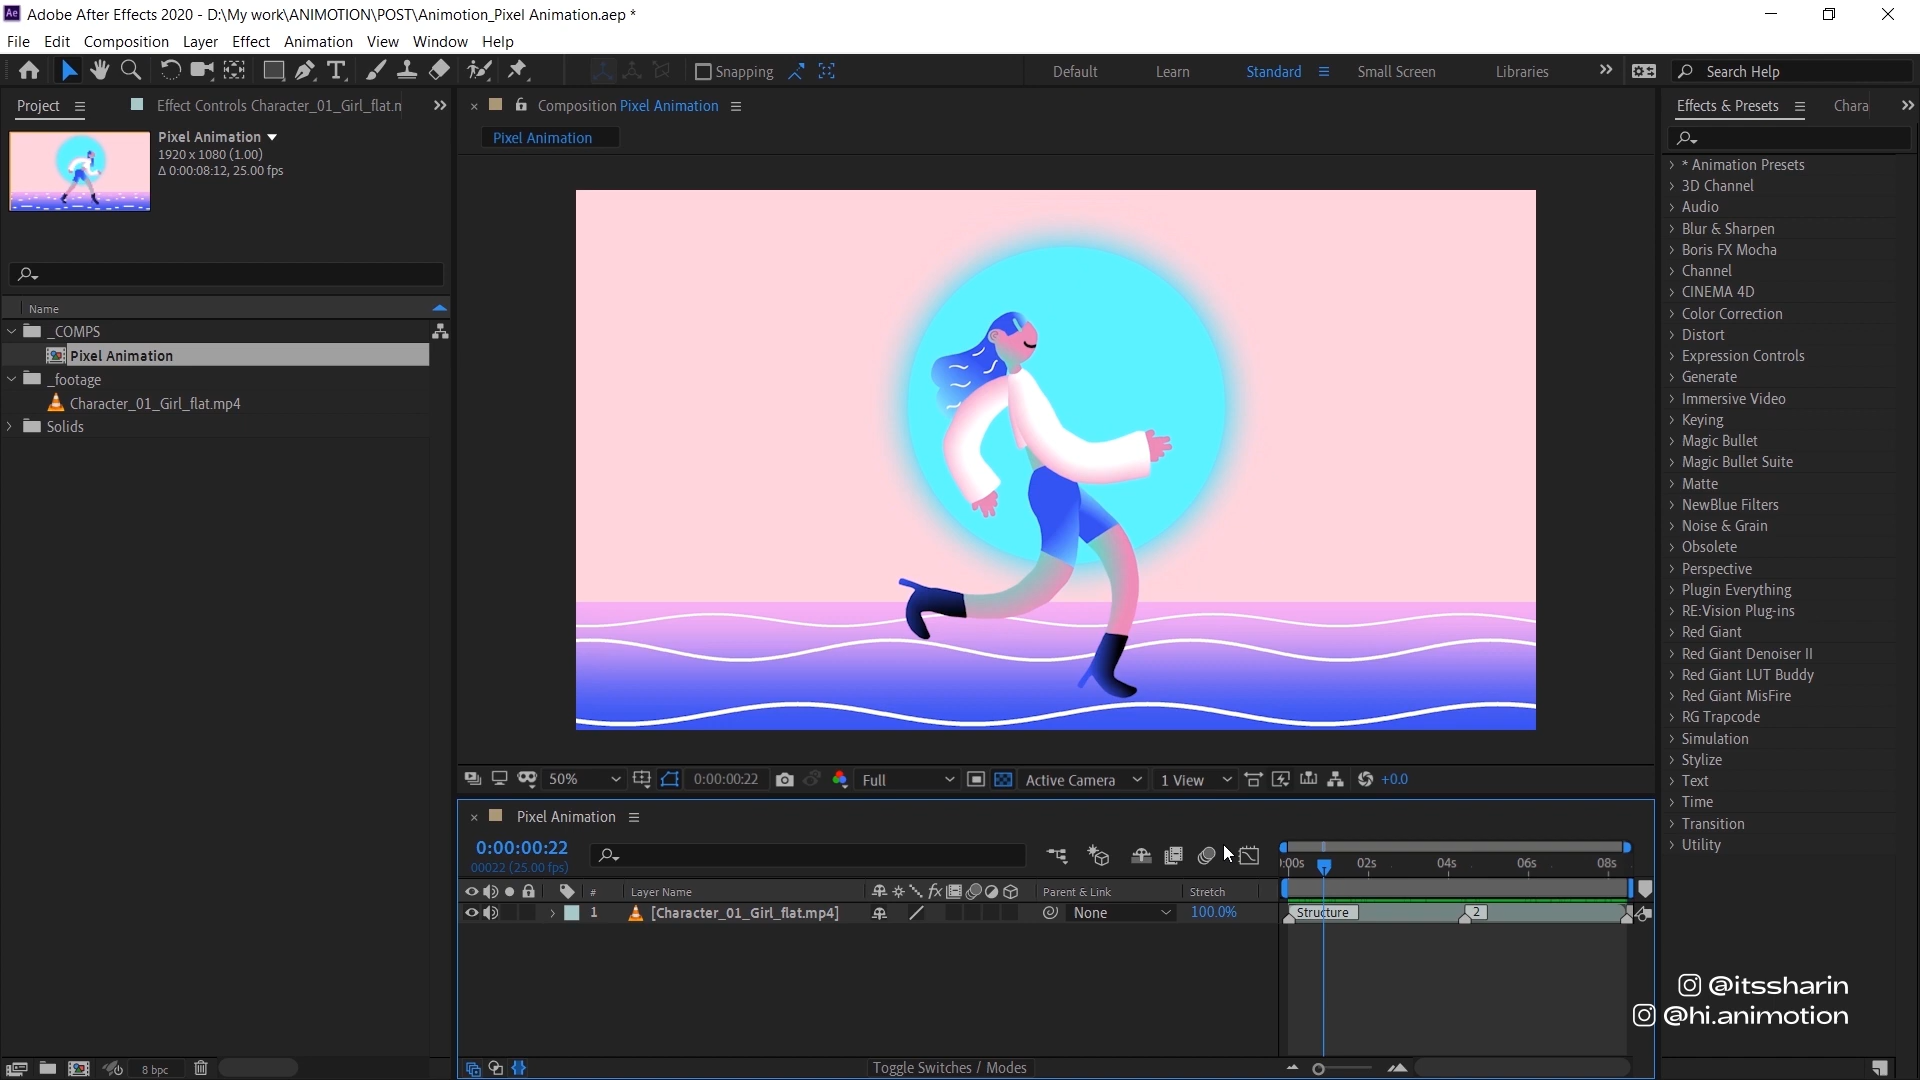 Adobe After Effects 2020 - D:\My work\ANIMOTION\POST\Animotion_Pixel Animation.aep *
File Edit Composition Layer Effect Animation View Window Help
Snapping
Default Learn Standard Small Screen Libraries
Search Help
Project
Effect Controls Character_01_Girl_flat.n
Composition Pixel Animation
Effects & Presets
Chara
Pixel Animation
1920 x 1080 (1.00)
Δ 0:00:08:12, 25.00 fps
Pixel Animation
Name
_COMPS
Pixel Animation
_footage
Character_01_Girl_flat.mp4
Solids
* Animation Presets
3D Channel
Audio
Blur & Sharpen
Boris FX Mocha
Channel
CINEMA 4D
Color Correction
Distort
Expression Controls
Generate
Immersive Video
Keying
Magic Bullet
Magic Bullet Suite
Matte
NewBlue Filters
Noise & Grain
Obsolete
Perspective
Plugin Everything
RE:Vision Plug-ins
Red Giant
Red Giant Denoiser II
Red Giant LUT Buddy
Red Giant MisFire
RG Trapcode
Simulation
Stylize
Text
Time
Transition
Utility
50% 0:00:00:22 Full Active Camera 1 View +0.0
Pixel Animation
0:00:00:22
00022 (25.00 fps)
:00s 02s 04s 06s 08s
# Layer Name fx Parent & Link Stretch
1 [Character_01_Girl_flat.mp4] None 100.0% Structure 2
@itssharin
@hi.animotion
8 bpc
Toggle Switches / Modes